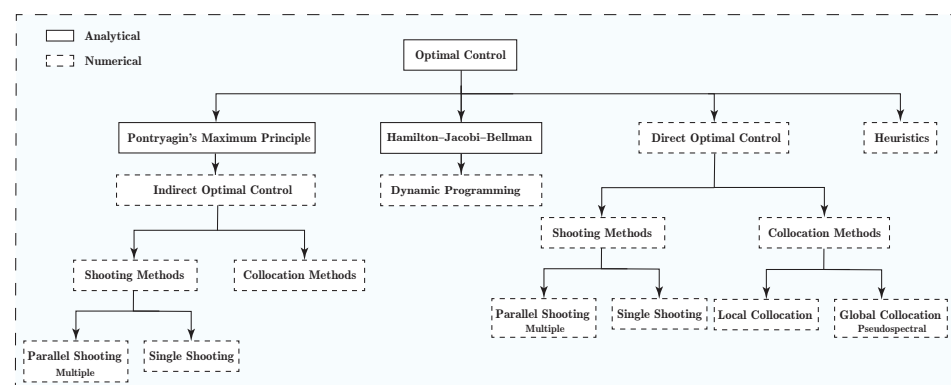 Analytical
Numerical
Optimal Control
Pontryagin's Maximum Principle
Hamilton–Jacobi–Bellman
Direct Optimal Control
Heuristics
Indirect Optimal Control
Dynamic Programming
Shooting Methods
Collocation Methods
Shooting Methods
Collocation Methods
Parallel Shooting
Multiple
Single Shooting
Local Collocation
Global Collocation
Pseudospectral
Parallel Shooting
Multiple
Single Shooting